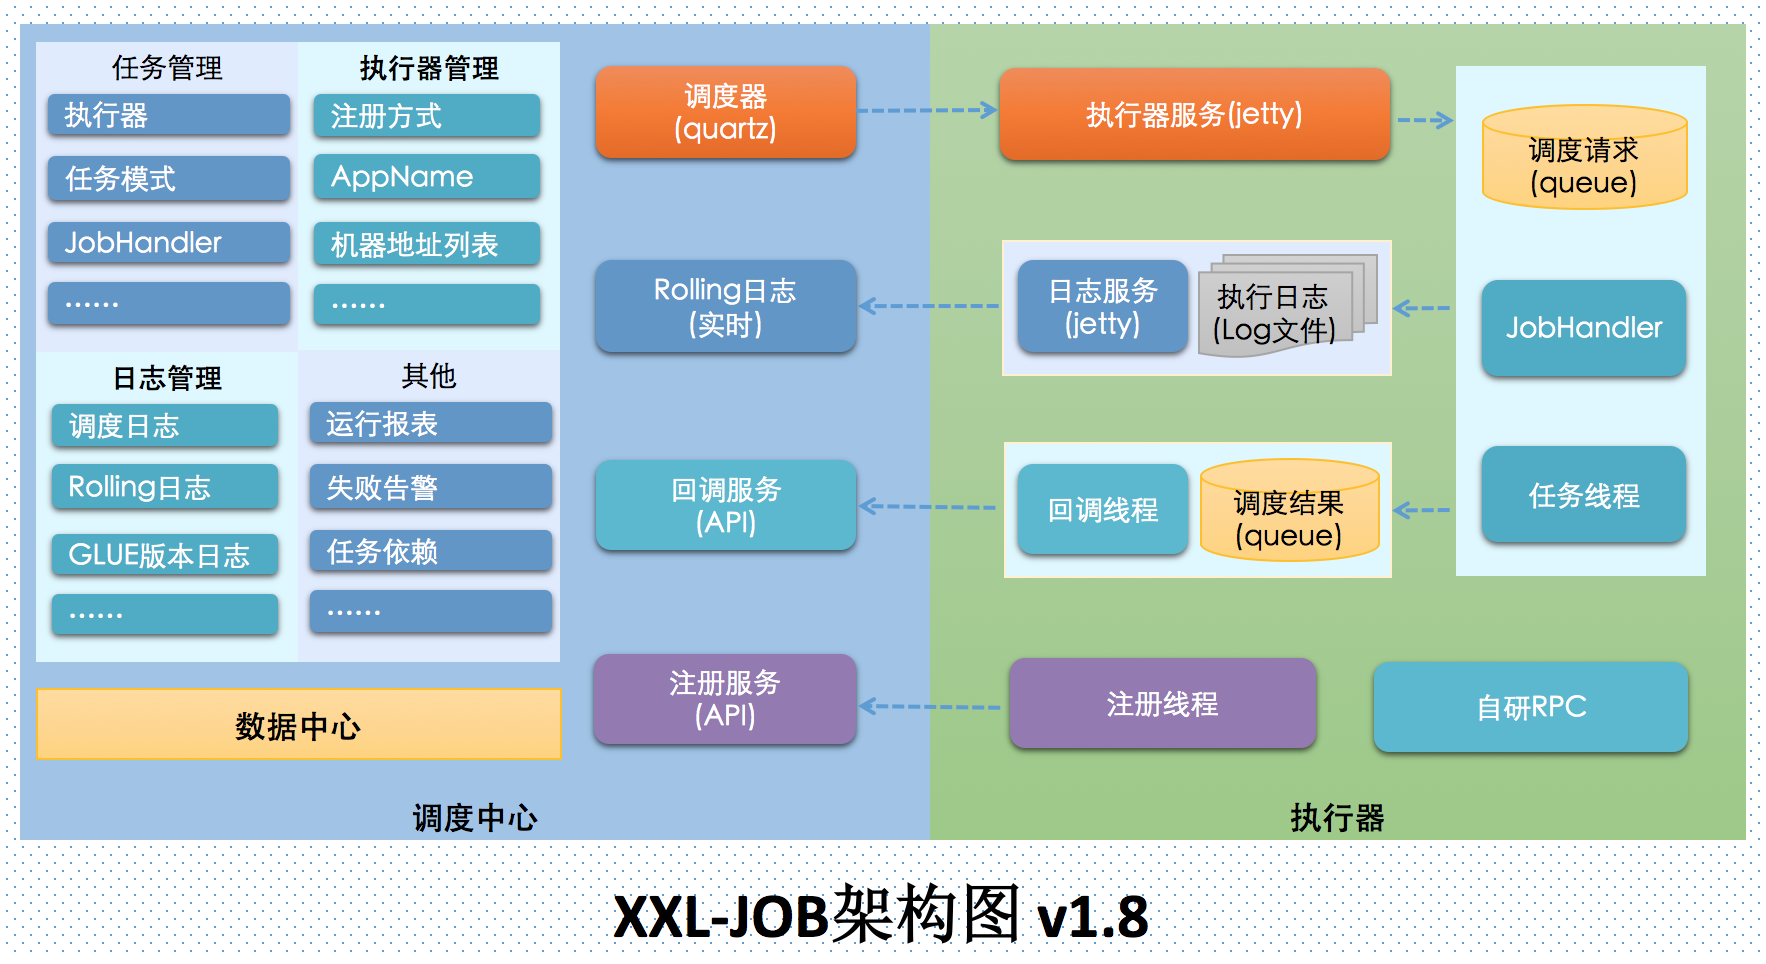 任务管理
执行器
任务模式
JobHandler
······
执行器管理
注册方式
AppName
机器地址列表
······
日志管理
调度日志
Rolling日志
GLUE版本日志
······
其他
运行报表
失败告警
任务依赖
······
数据中心
调度器
(quartz)
Rolling日志
(实时)
回调服务
(API)
注册服务
(API)
调度中心
执行器服务(jetty)
日志服务
(jetty)
执行日志
(Log文件)
回调线程
调度结果
(queue)
注册线程
调度请求
(queue)
JobHandler
任务线程
自研RPC
执行器
XXL-JOB架构图 v1.8